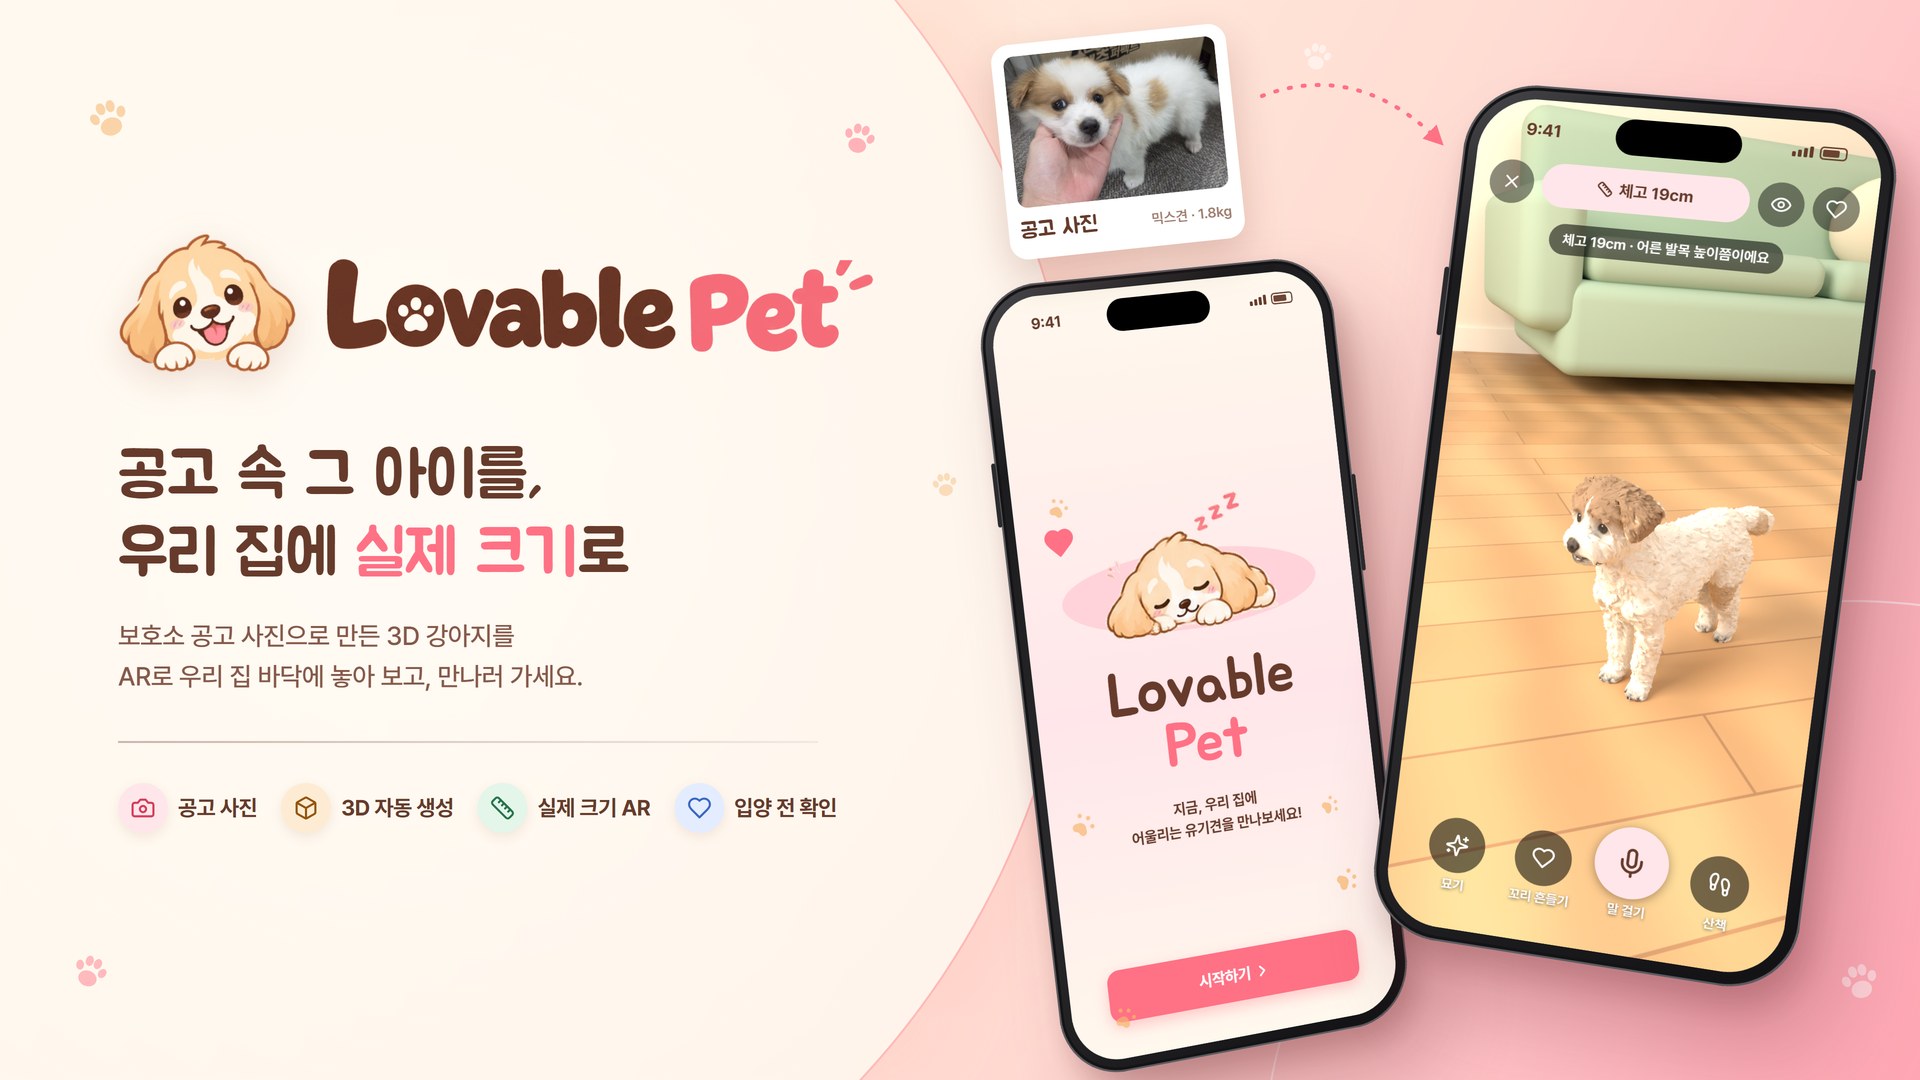 Lovable Pet
공고 속 그 아이를,
우리 집에 실제 크기로
보호소 공고 사진으로 만든 3D 강아지를
AR로 우리 집 바닥에 놓아 보고, 만나러 가세요.
공고 사진
3D 자동 생성
실제 크기 AR
입양 전 확인
공고 사진
믹스견 · 1.8kg
9:41
zzz
Lovable
Pet
지금, 우리 집에
어울리는 유기견을 만나보세요!
시작하기
9:41
체고 19cm
체고 19cm · 어른 발목 높이쯤이에요
묘기
꼬리 흔들기
말 걸기
산책